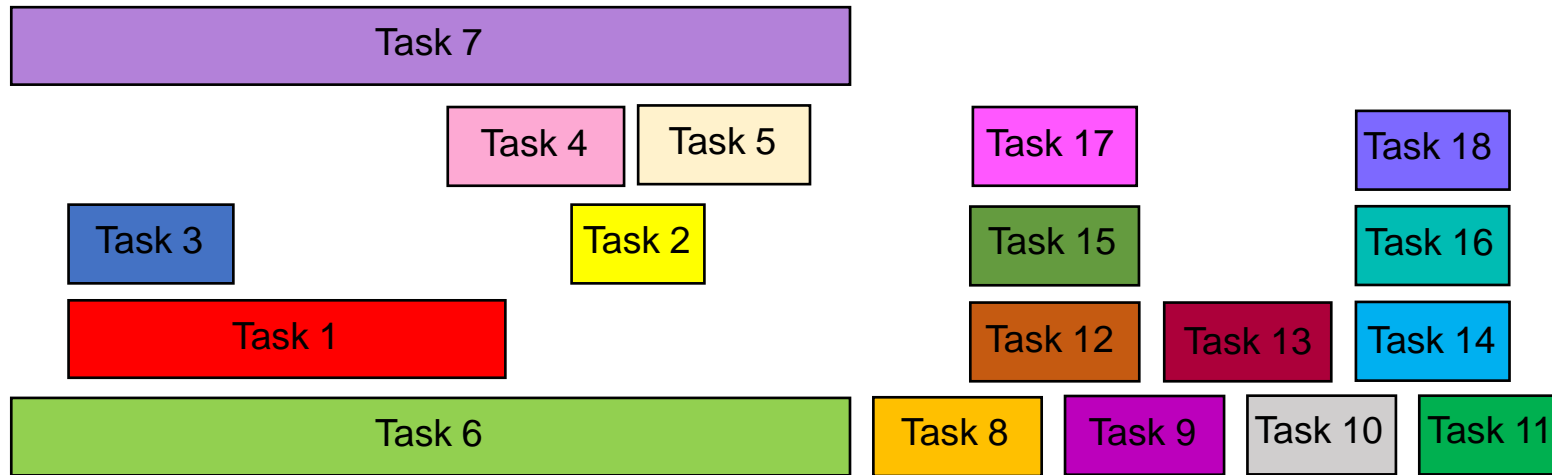 Task 7
Task 4
Task 5
Task 17
Task 18
Task 3
Task 2
Task 15
Task 16
Task 1
Task 12
Task 13
Task 14
Task 6
Task 8
Task 9
Task 10
Task 11